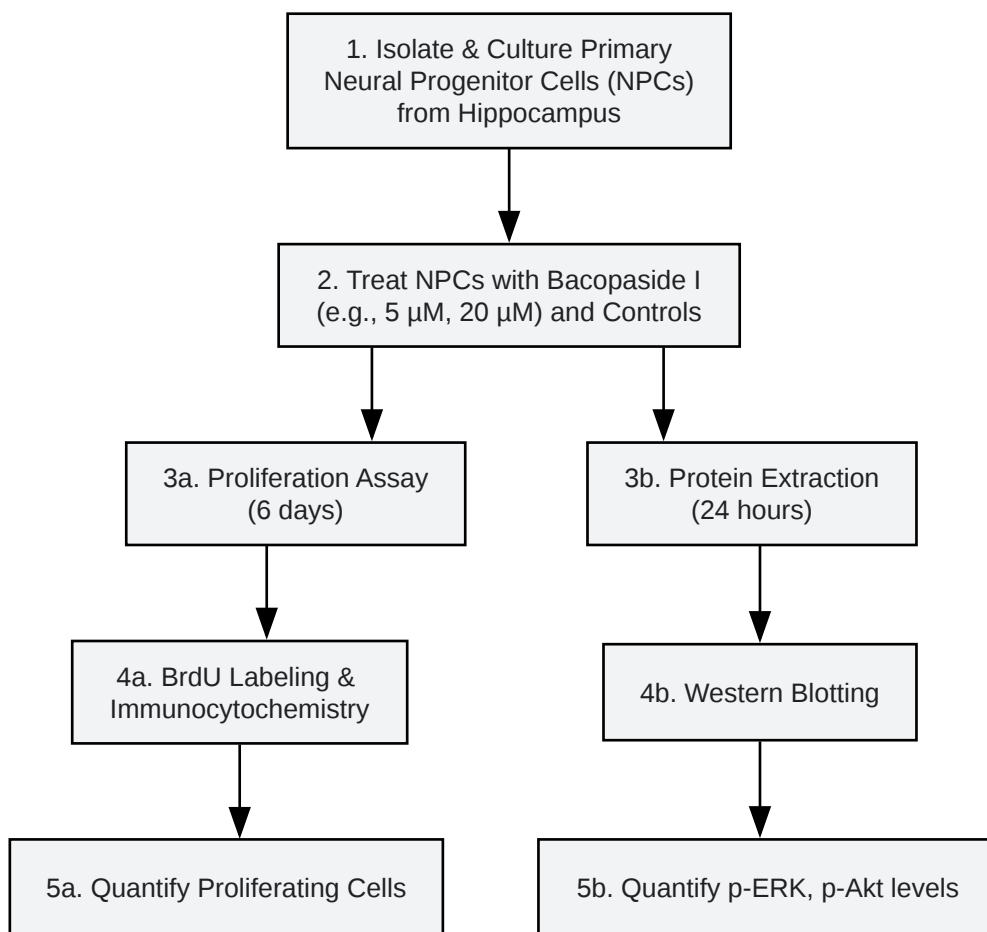 1. Isolate & Culture Primary
Neural Progenitor Cells (NPCs)
from Hippocampus
2. Treat NPCs with Bacopaside I
(e.g., 5 µM, 20 µM) and Controls
3a. Proliferation Assay
(6 days)
3b. Protein Extraction
(24 hours)
4a. BrdU Labeling &
Immunocytochemistry
4b. Western Blotting
5a. Quantify Proliferating Cells
5b. Quantify p-ERK, p-Akt levels